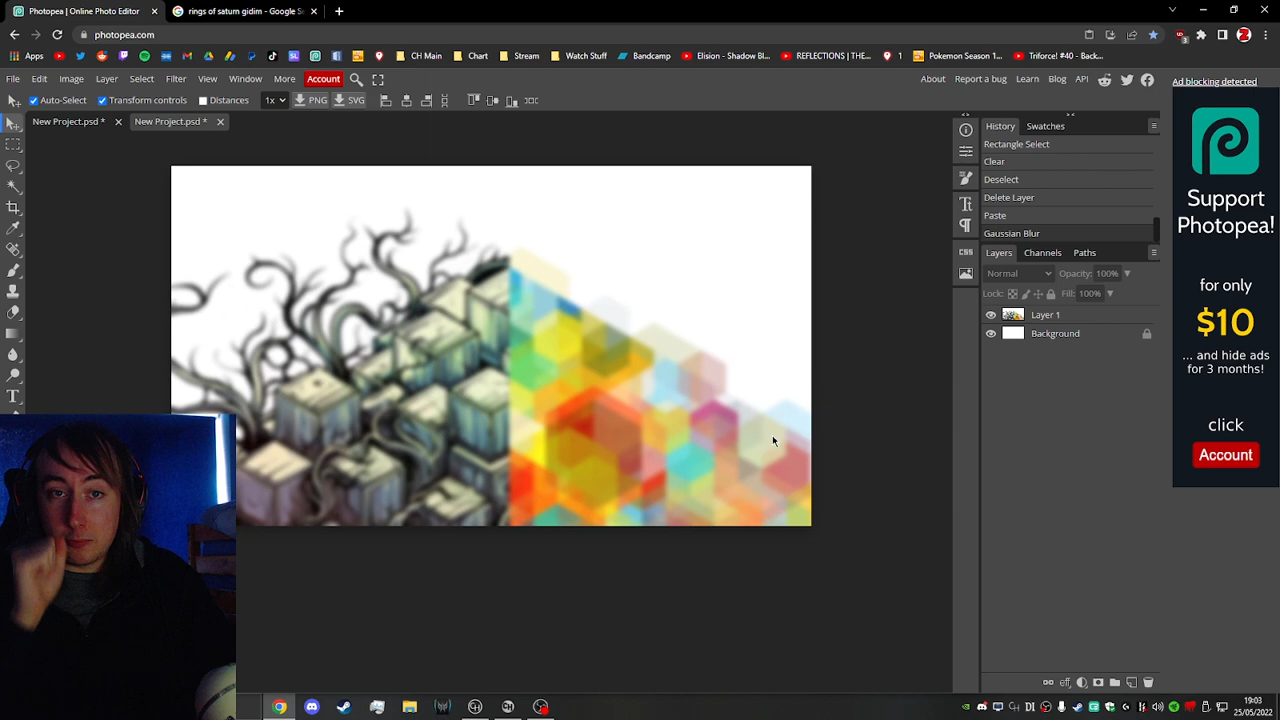 Photopea | Online Photo Editor
rings of saturn gidim - Google Se
photopea.com
Apps
CH Main
Chart
Stream
Watch Stuff
Bandcamp
Elision - Shadow bl...
REFLECTIONS | THE...
1
Pokemon Season 1...
Triforce! #40 - Back...
File Edit Image Layer Select Filter View Window More Account
About Report a bug Learn Blog API
Ad blocking detected
Auto-Select Transform controls Distances 1x PNG SVG
New Project.psd *
New Project.psd *
History Swatches
Rectangle Select
Clear
Deselect
Delete Layer
Paste
Gaussian Blur
Layers Channels Paths
Normal Opacity: 100%
Lock: Fill: 100%
Layer 1
Background
CSS
Support
Photopea!
for only
$10
... and hide ads
for 3 months!
click
Account
eff
19:03
25/05/2022